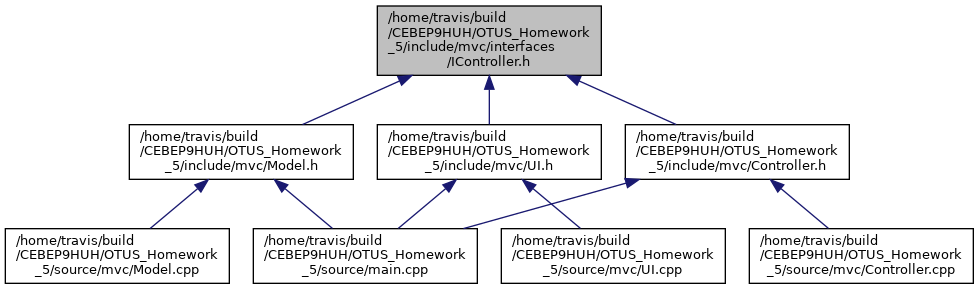 /home/travis/build
/CEBEP9HUH/OTUS_Homework
_5/include/mvc/interfaces
/IController.h
/home/travis/build
/CEBEP9HUH/OTUS_Homework
_5/include/mvc/Model.h
/home/travis/build
/CEBEP9HUH/OTUS_Homework
_5/include/mvc/UI.h
/home/travis/build
/CEBEP9HUH/OTUS_Homework
_5/include/mvc/Controller.h
/home/travis/build
/CEBEP9HUH/OTUS_Homework
_5/source/mvc/Model.cpp
/home/travis/build
/CEBEP9HUH/OTUS_Homework
_5/source/main.cpp
/home/travis/build
/CEBEP9HUH/OTUS_Homework
_5/source/mvc/UI.cpp
/home/travis/build
/CEBEP9HUH/OTUS_Homework
_5/source/mvc/Controller.cpp